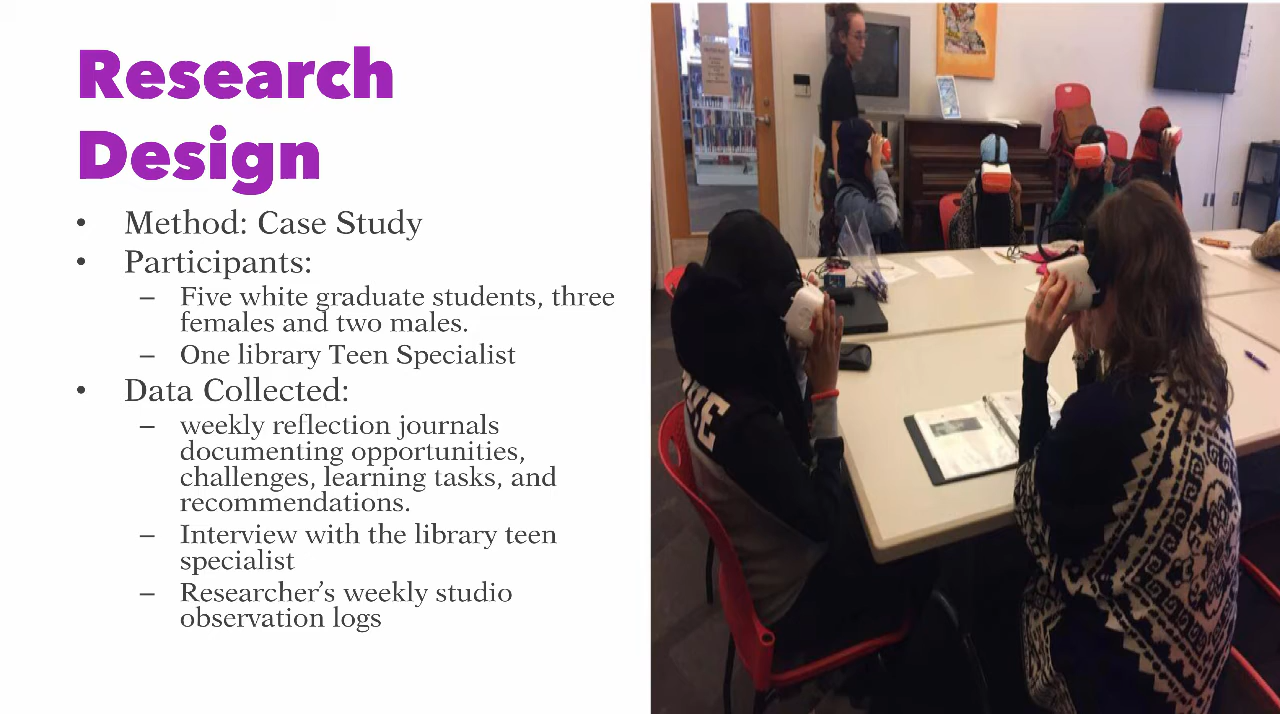 Research
Design
• Method: Case Study
• Participants:
– Five white graduate students, three
females and two males.
– One library Teen Specialist
• Data Collected:
– weekly reflection journals
documenting opportunities,
challenges, learning tasks, and
recommendations.
– Interview with the library teen
specialist
– Researcher’s weekly studio
observation logs